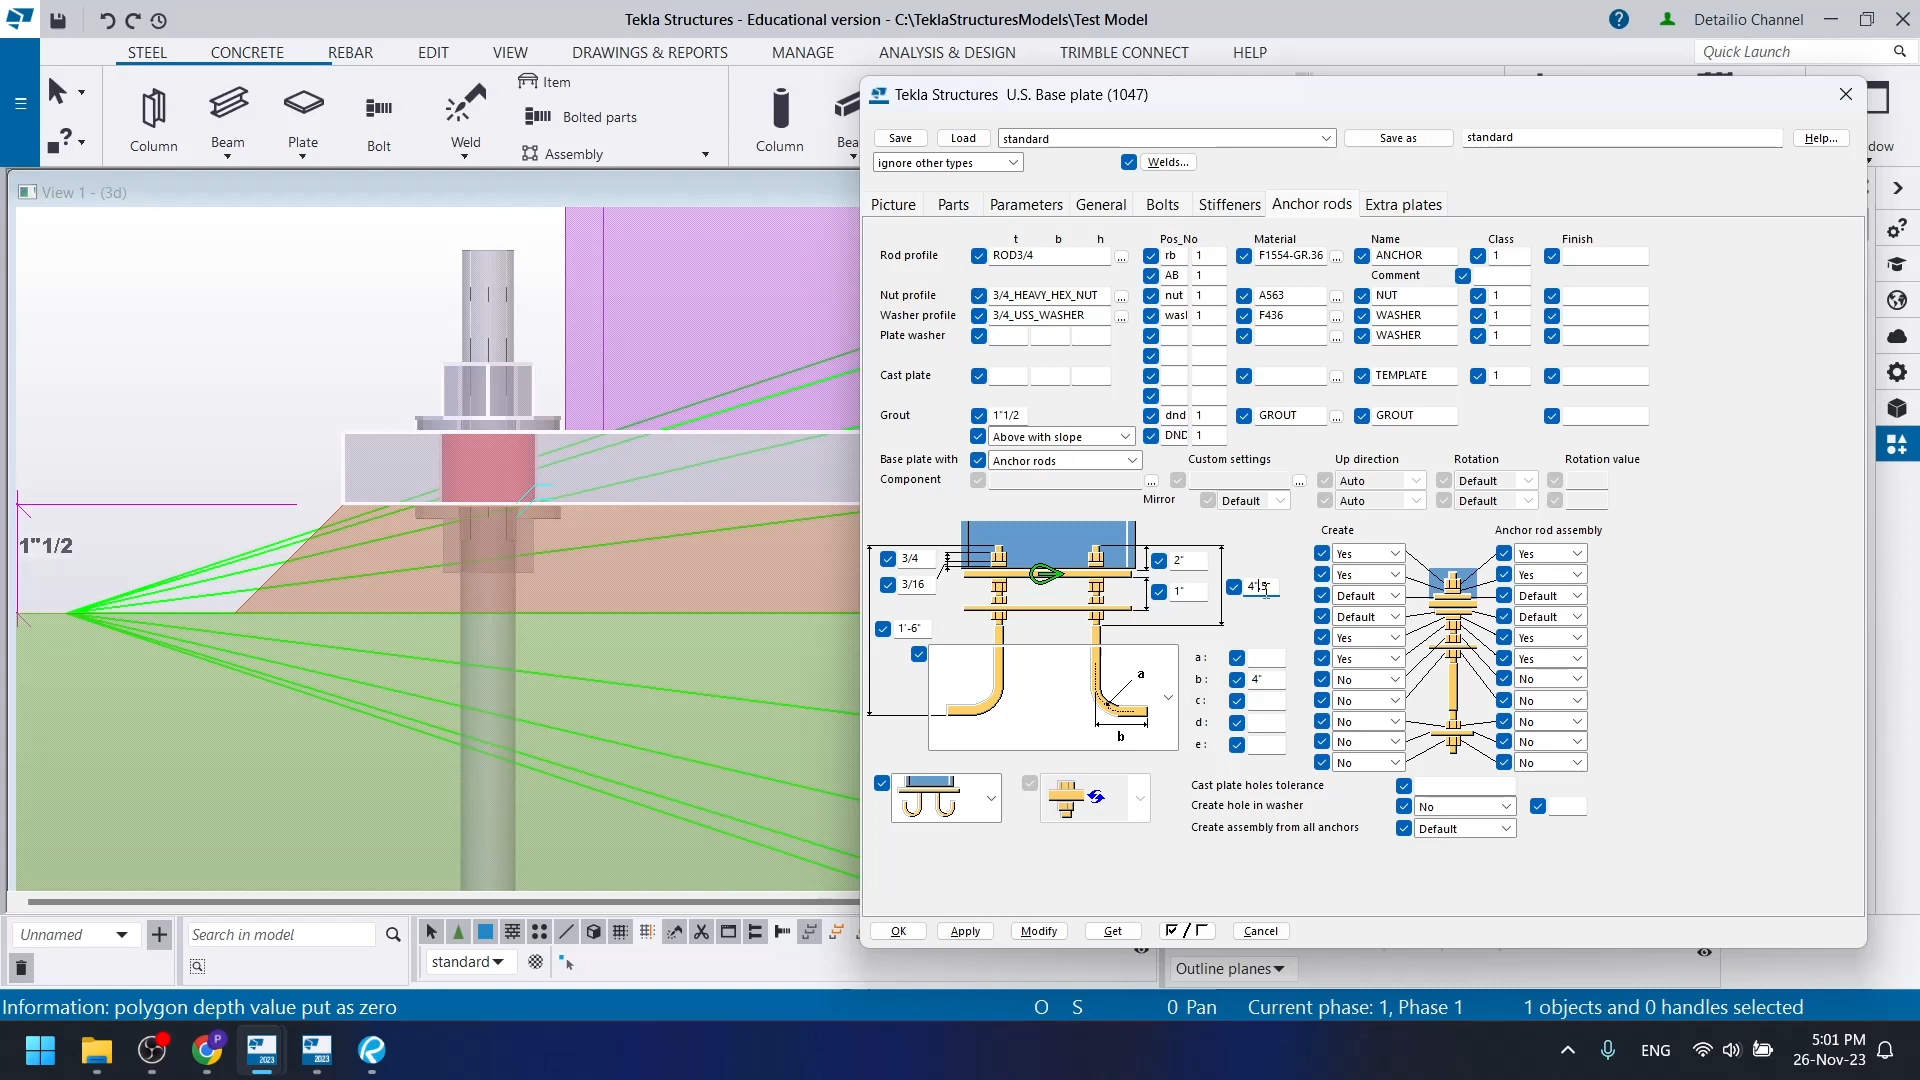 Tekla Structures - Educational version - C:\TeklaStructuresModels\Test Model
Detailio Channel
STEEL CONCRETE REBAR EDIT VIEW DRAWINGS & REPORTS MANAGE ANALYSIS & DESIGN TRIMBLE CONNECT HELP
Quick Launch
Column Beam Plate Bolt Weld
Item
Bolted parts
Assembly
Column
View 1 - (3d)
1"1/2
Tekla Structures U.S. Base plate (1047)
Save Load standard Save as standard Help...
ignore other types Welds...
Picture Parts Parameters General Bolts Stiffeners Anchor rods Extra plates
t b h Pos_No Material Name Class Finish
Rod profile ROD3/4 ... rb 1 F1554-GR.36 ... ANCHOR 1
AB 1 Comment
Nut profile 3/4_HEAVY_HEX_NUT ... nut 1 A563 ... NUT 1
Washer profile 3/4_USS_WASHER ... 1 F436 ... WASHER 1
Plate washer ... WASHER 1
Cast plate ... TEMPLATE 1
Grout 1"1/2 dnd 1 GROUT ... GROUT
Above with slope DND 1
Base plate with Anchor rods Custom settings Up direction Rotation Rotation value
Component ... ... Auto Default
Mirror Default Auto Default
Create Anchor rod assembly
3/4 2" Yes Yes
3/16 1" Yes Yes
Default Default
Default Default
1'-6" Yes Yes
a : Yes Yes
b : 4" No No
c : No No
d : No No
e : No No
No No
a
b
Cast plate holes tolerance
Create hole in washer No
Create assembly from all anchors Default
OK Apply Modify Get / Cancel
Unnamed
Search in model
standard
Outline planes
Information: polygon depth value put as zero
O S 0 Pan Current phase: 1, Phase 1 1 objects and 0 handles selected
2023
2023
P
ENG
5:01 PM
26-Nov-23